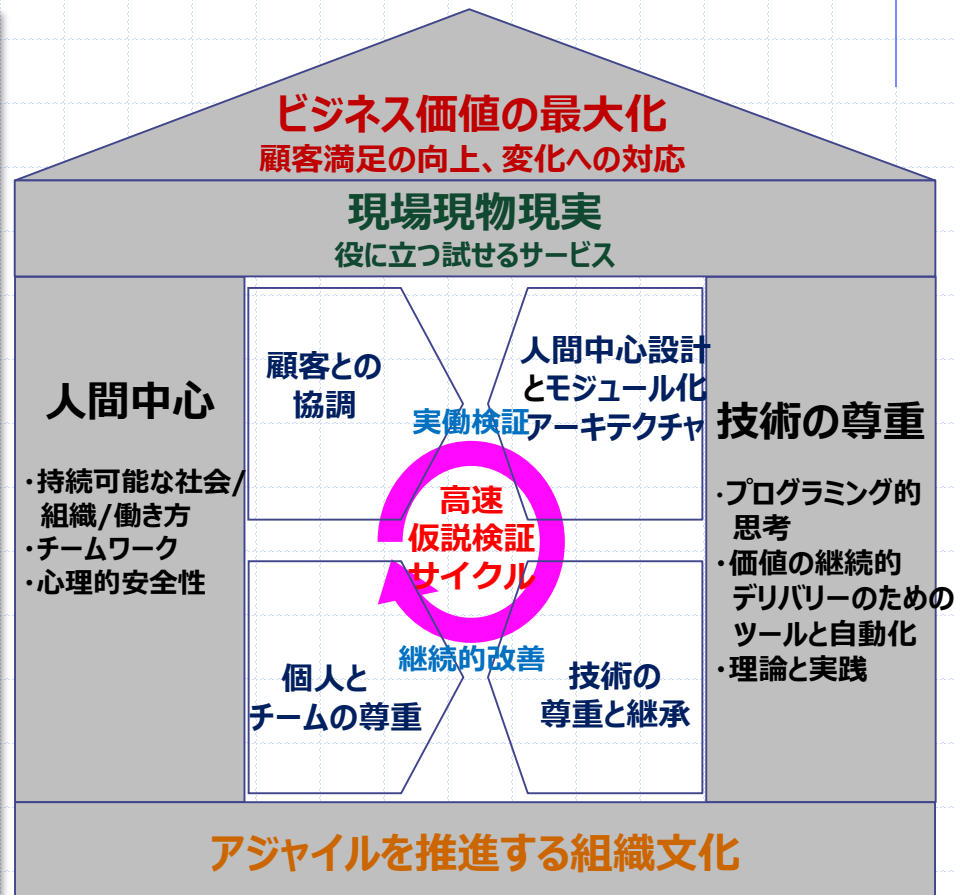 ビジネス価値の最大化
顧客満足の向上、変化への対応
現場現物現実
役に立つ試せるサービス
人間中心
・持続可能な社会/
組織/働き方
・チームワーク
・心理的安全性
顧客との
協調
人間中心設計
とモジュール化
アーキテクチャ
実働検証
高速
仮説検証
サイクル
継続的改善
個人と
チームの尊重
技術の
尊重と継承
技術の尊重
・プログラミング的
思考
・価値の継続的
デリバリーのための
ツールと自動化
・理論と実践
アジャイルを推進する組織文化